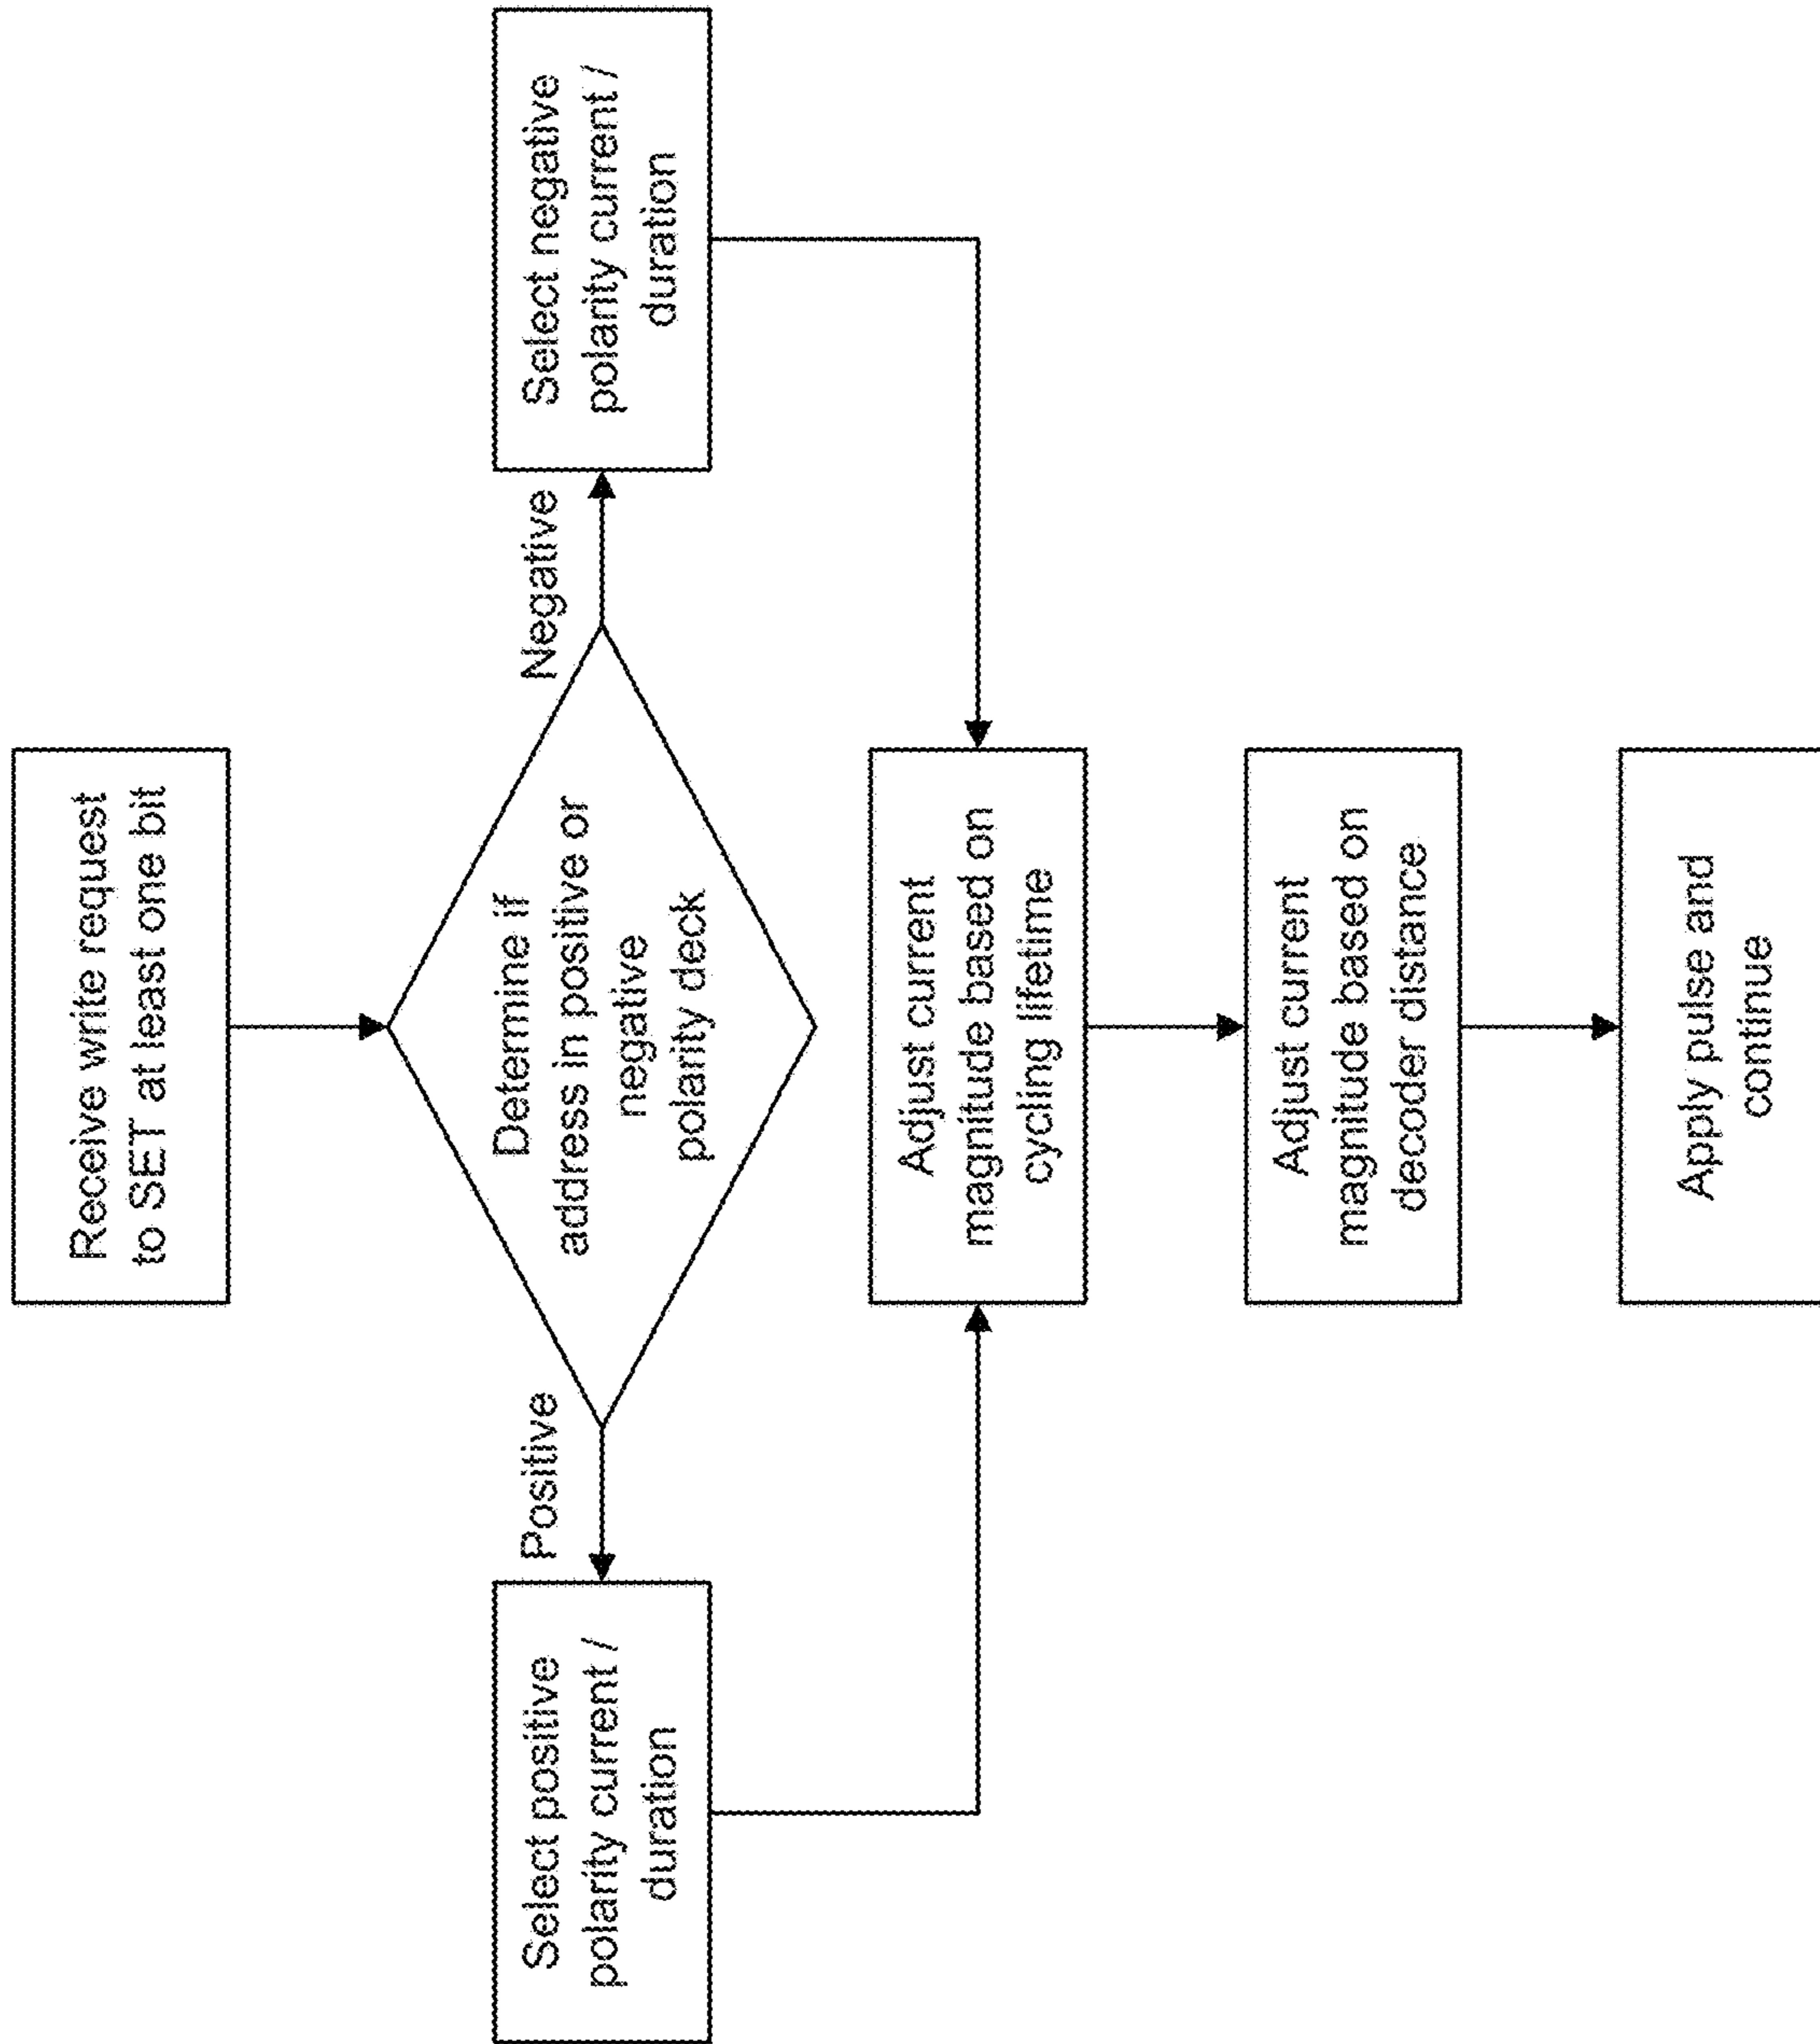 Receive write request
to SET at least one bit
Determine if
address in positive or
negative
polarity deck
Positive
Negative
Select positive
polarity current /
duration
Select negative
polarity current /
duration
Adjust current
magnitude based on
cycling lifetime
Adjust current
magnitude based on
decoder distance
Apply pulse and
continue